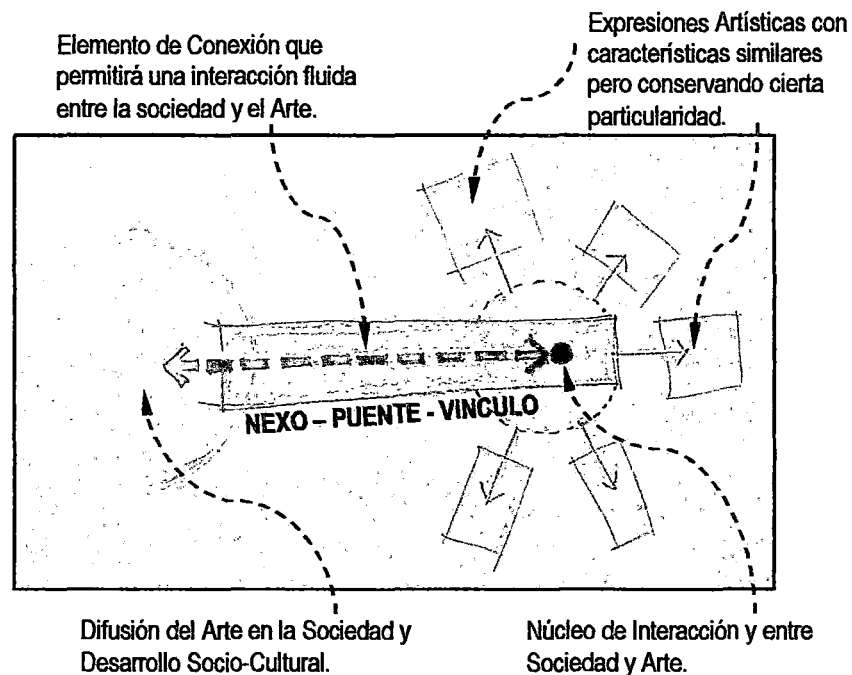 Elemento de Conexión que
permitirá una interacción fluida
entre la sociedad y el Arte.
Expresiones Artísticas con
características similares
pero conservando cierta
particularidad.
NEXO – PUENTE - VINCULO
Difusión del Arte en la Sociedad y
Desarrollo Socio-Cultural.
Núcleo de Interacción y entre
Sociedad y Arte.